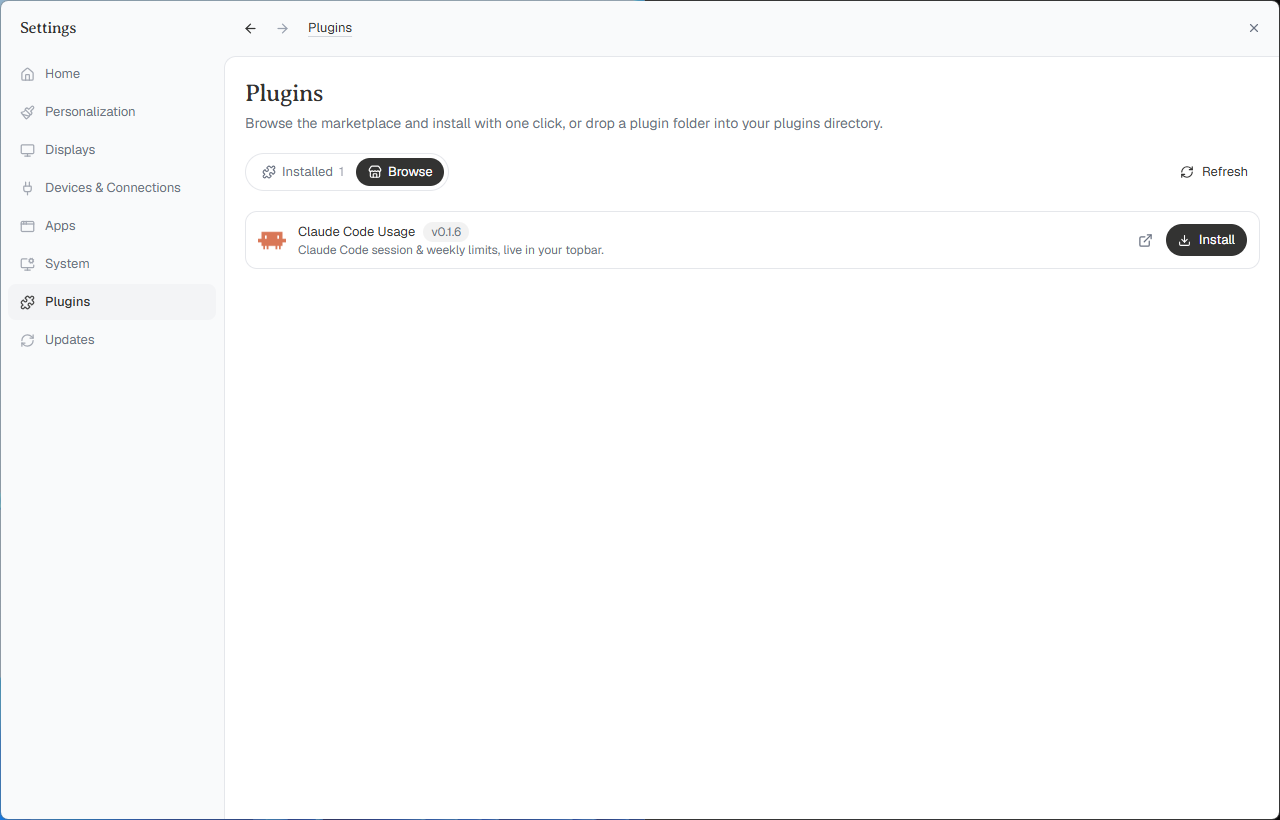 Settings
Plugins
Home
Personalization
Displays
Devices & Connections
Apps
System
Plugins
Updates
Plugins
Browse the marketplace and install with one click, or drop a plugin folder into your plugins directory.
Installed 1
Browse
Refresh
Claude Code Usage v0.1.6
Claude Code session & weekly limits, live in your topbar.
Install